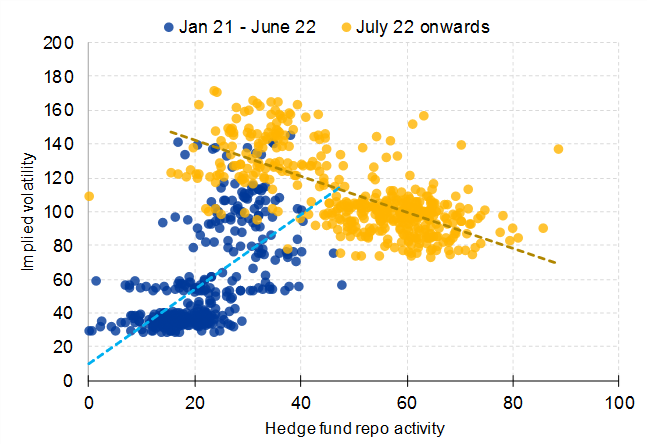 Jan 21 - June 22 July 22 onwards
200
180
160
140
120
100
80
60
40
20
0
Implied volatility
0 20 40 60 80 100
Hedge fund repo activity